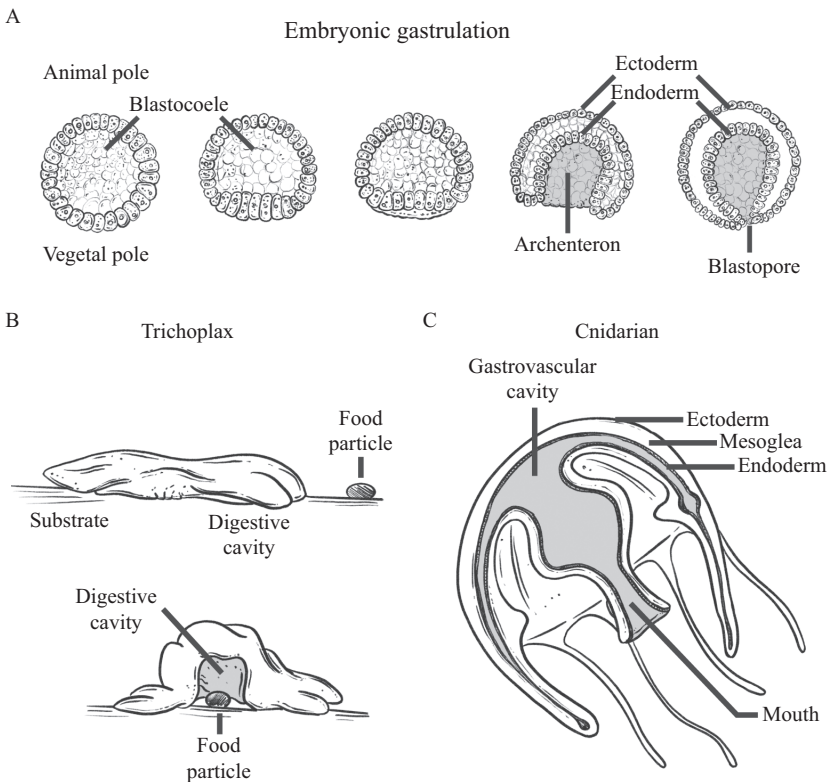 A
Embryonic gastrulation
Animal pole
Blastocoele
Vegetal pole
Ectoderm
Endoderm
Archenteron
Blastopore
B
Trichoplax
Food
particle
Substrate
Digestive
cavity
Digestive
cavity
Food
particle
C
Cnidarian
Gastrovascular
cavity
Ectoderm
Mesoglea
Endoderm
Mouth